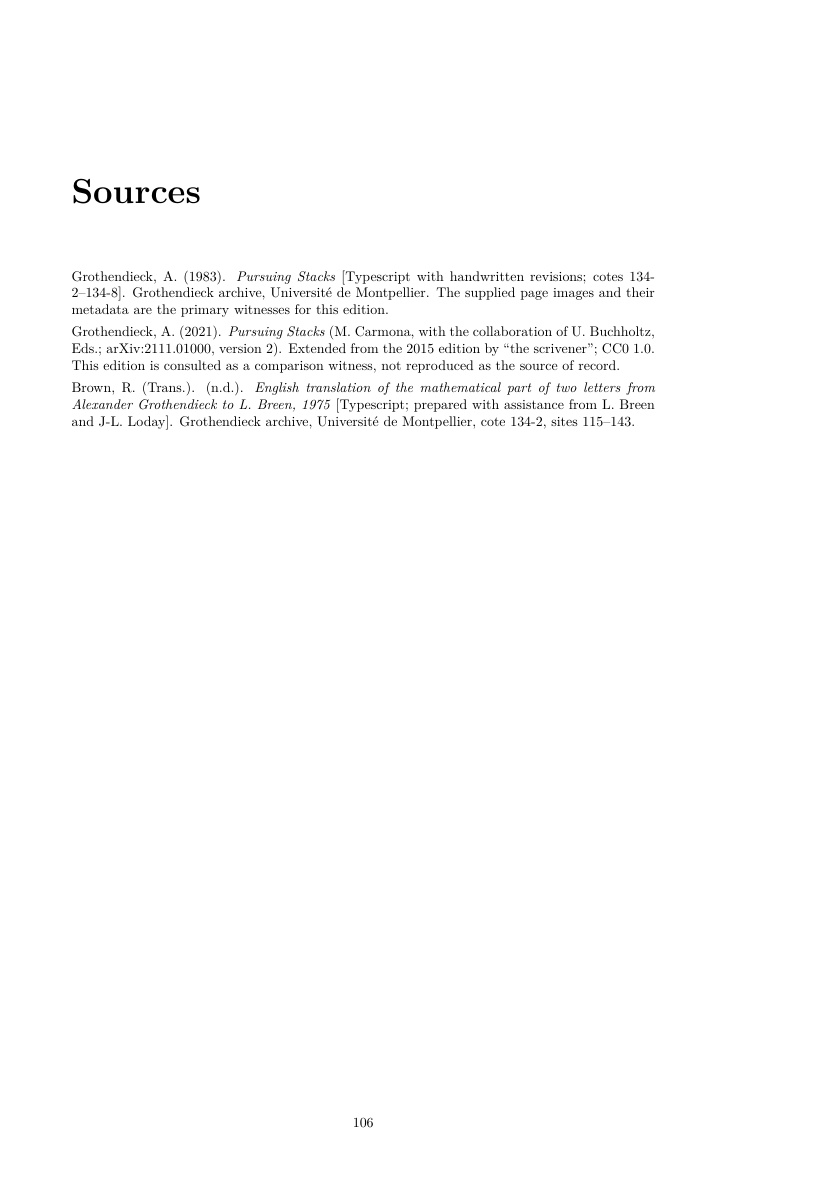 Sources
Grothendieck, A. (1983). Pursuing Stacks [Typescript with handwritten revisions; cotes 134-
2–134-8]. Grothendieck archive, Université de Montpellier. The supplied page images and their
metadata are the primary witnesses for this edition.
Grothendieck, A. (2021). Pursuing Stacks (M. Carmona, with the collaboration of U. Buchholtz,
Eds.; arXiv:2111.01000, version 2). Extended from the 2015 edition by “the scrivener”; CC0 1.0.
This edition is consulted as a comparison witness, not reproduced as the source of record.
Brown, R. (Trans.). (n.d.). English translation of the mathematical part of two letters from
Alexander Grothendieck to L. Breen, 1975 [Typescript; prepared with assistance from L. Breen
and J-L. Loday]. Grothendieck archive, Université de Montpellier, cote 134-2, sites 115–143.
106